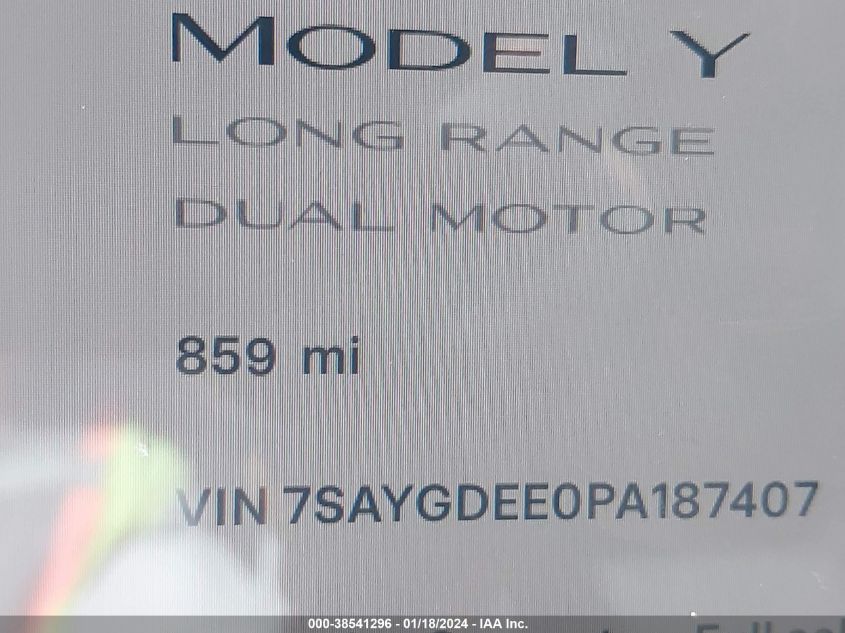 MODEL Y
LONG RANGE
DUAL MOTOR
859 mi
VIN 7SAYGDEE0PA187407
000-38541296 - 01/18/2024 - IAA Inc.